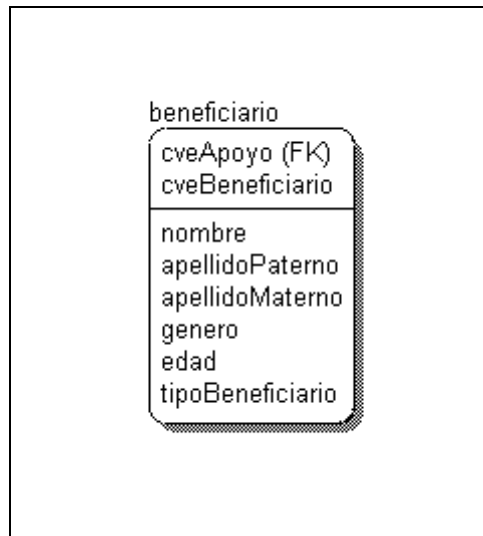 beneficiario
cveApoyo (FK)
cveBeneficiario
nombre
apellidoPaterno
apellidoMaterno
genero
edad
tipoBeneficiario